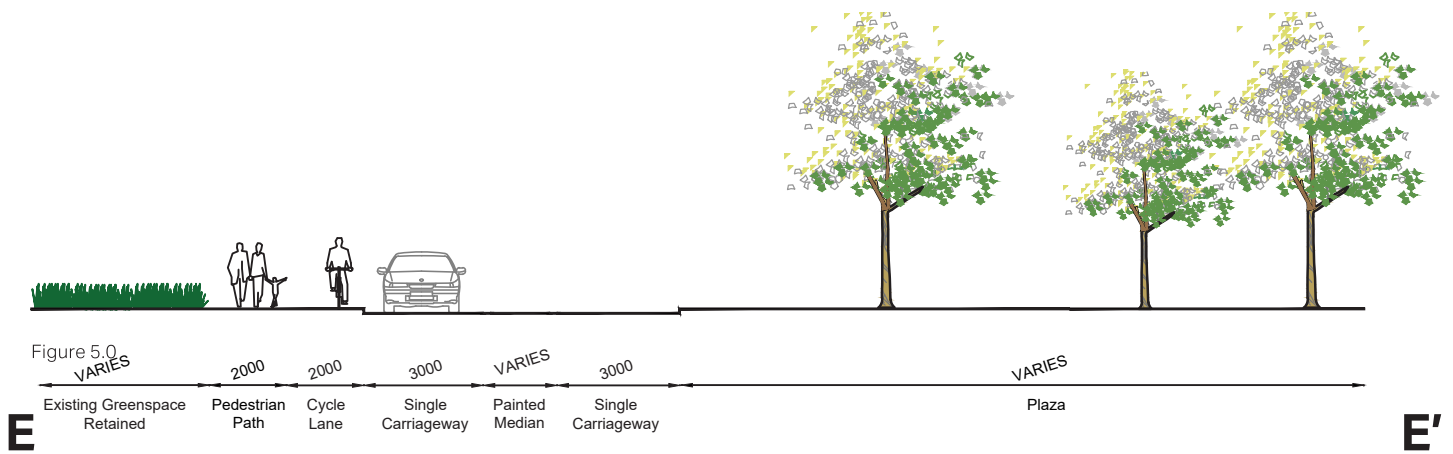 Figure 5.0
VARIES 2000 2000 3000 VARIES 3000 VARIES
Existing Greenspace Retained
Pedestrian Path
Cycle Lane
Single Carriageway
Painted Median
Single Carriageway
Plaza
E E'